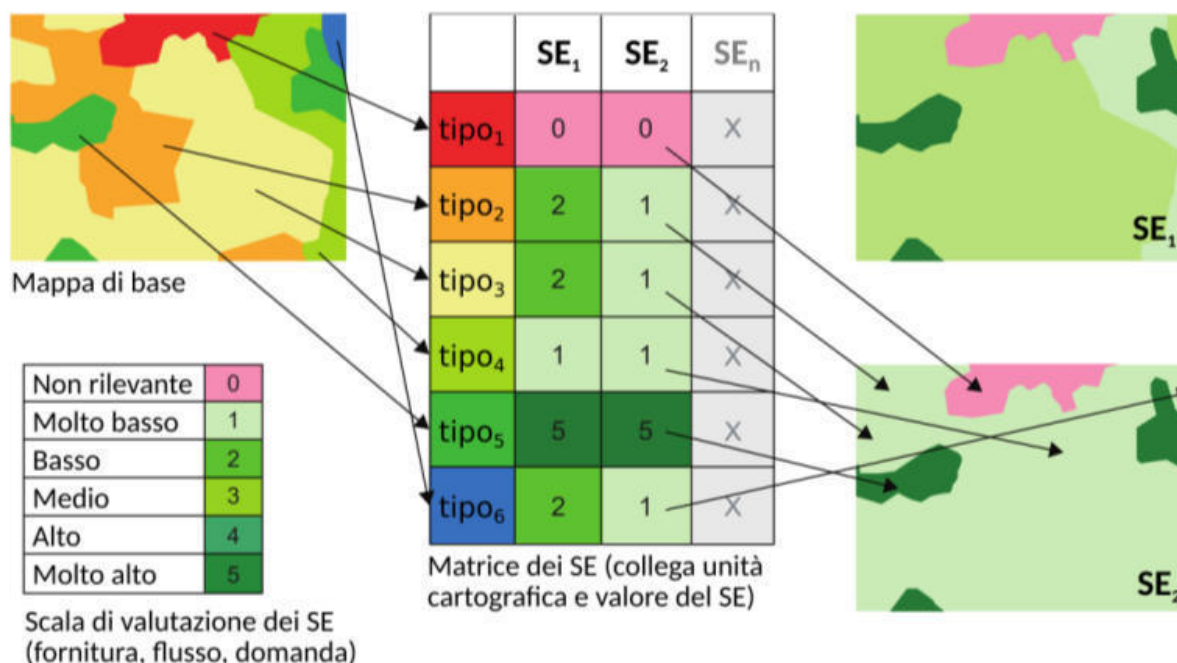 SE1 SE2 SEn
tipo1 0 0 X
tipo2 2 1 X
tipo3 2 1 X
tipo4 1 1 X
tipo5 5 5 X
tipo6 2 1 X
Mappa di base
Non rilevante 0
Molto basso 1
Basso 2
Medio 3
Alto 4
Molto alto 5
Scala di valutazione dei SE
(fornitura, flusso, domanda)
Matrice dei SE (collega unità
cartografica e valore del SE)
SE1
SE2